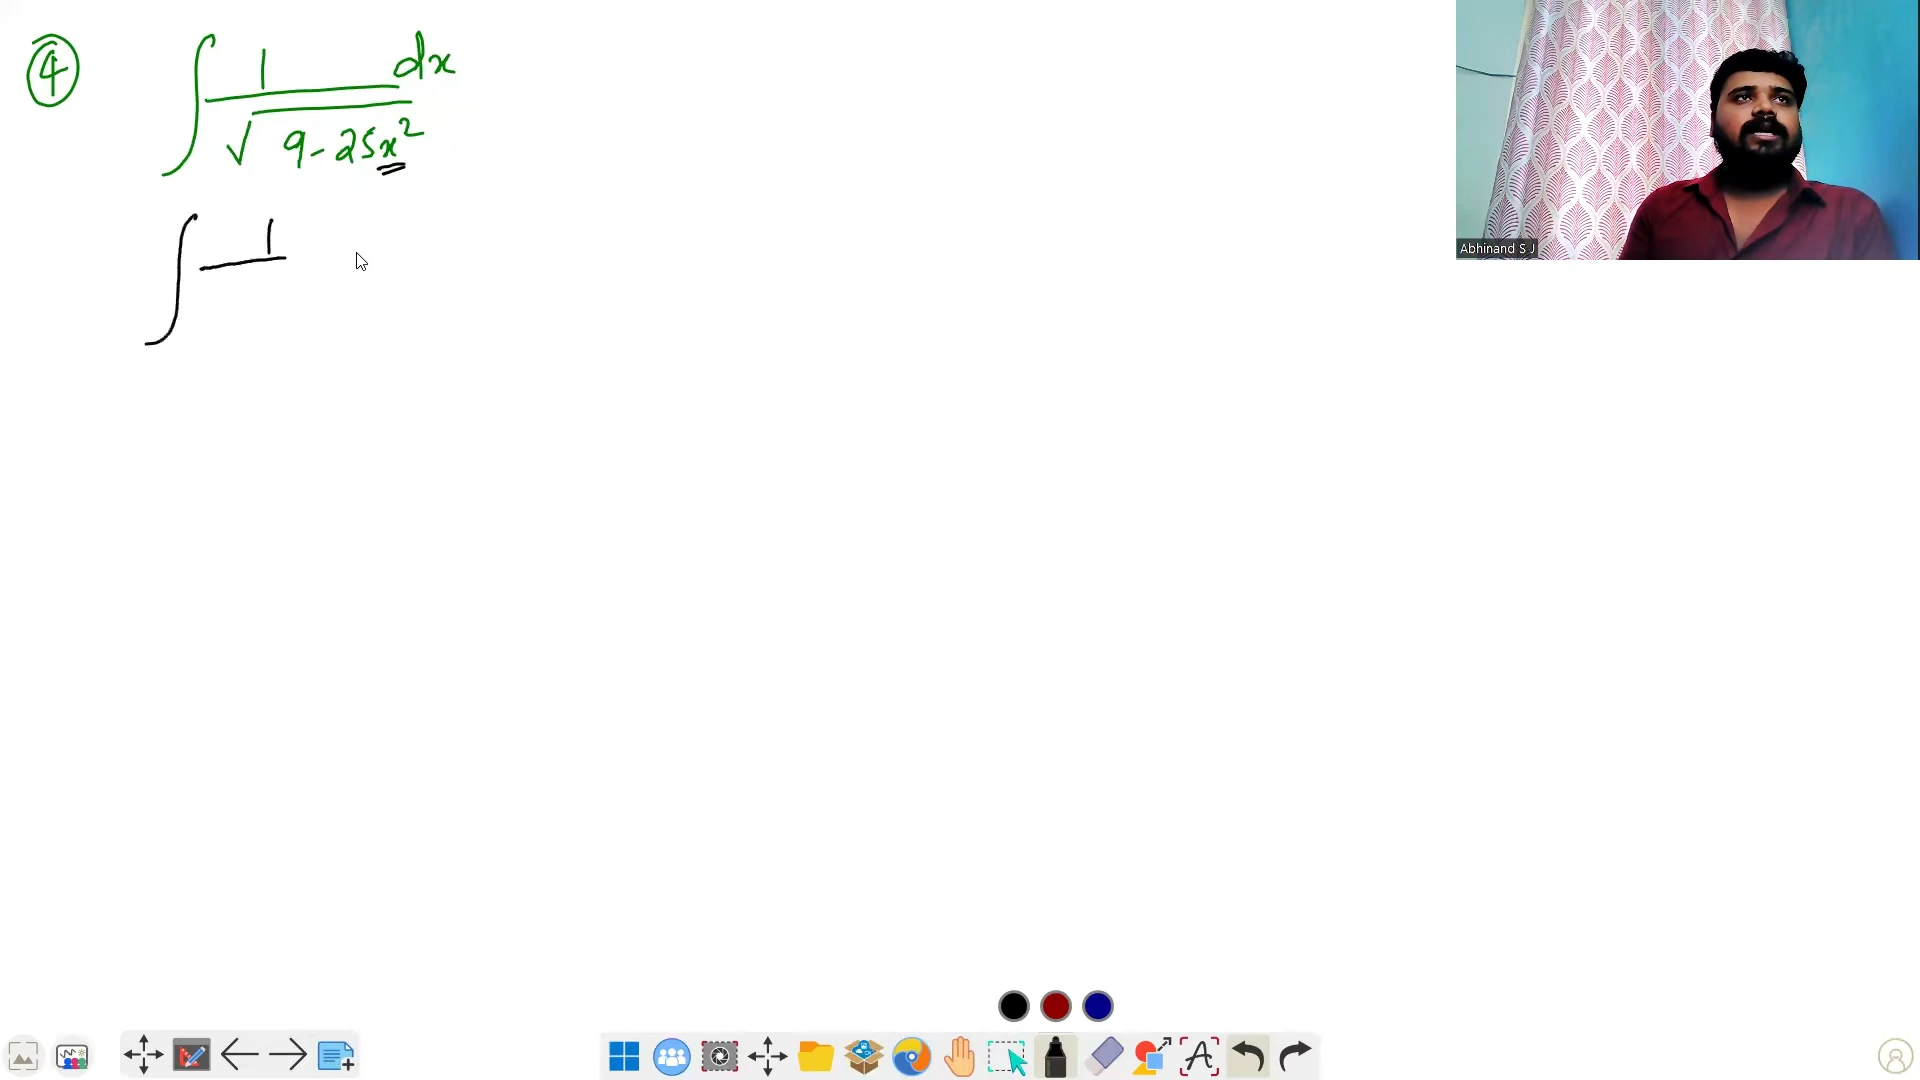 ④ ∫ 1/√(9-25x²) dx
∫ 1/
Abhinand S J